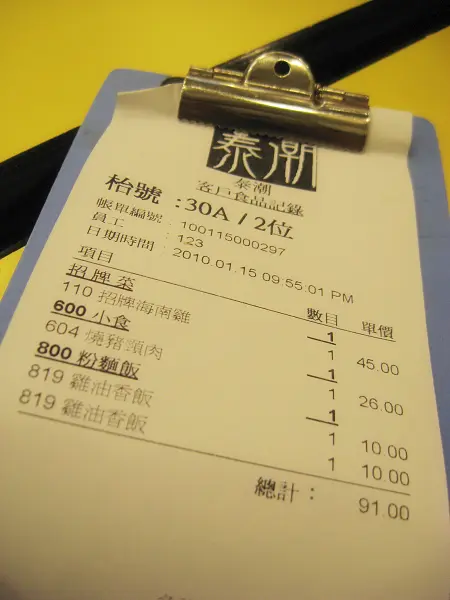 泰潮
泰潮
客戶食品記錄
枱號 : 30A / 2位
帳單編號 : 100115000297
員工 : 123
日期時間 : 2010.01.15 09:55:01 PM
項目 數目 單價
招牌菜 1
110 招牌海南雞 1 45.00
600 小食 1
604 燒豬頸肉 1 26.00
800 粉麵飯 1
819 雞油香飯 1 10.00
819 雞油香飯 1 10.00
總計： 91.00